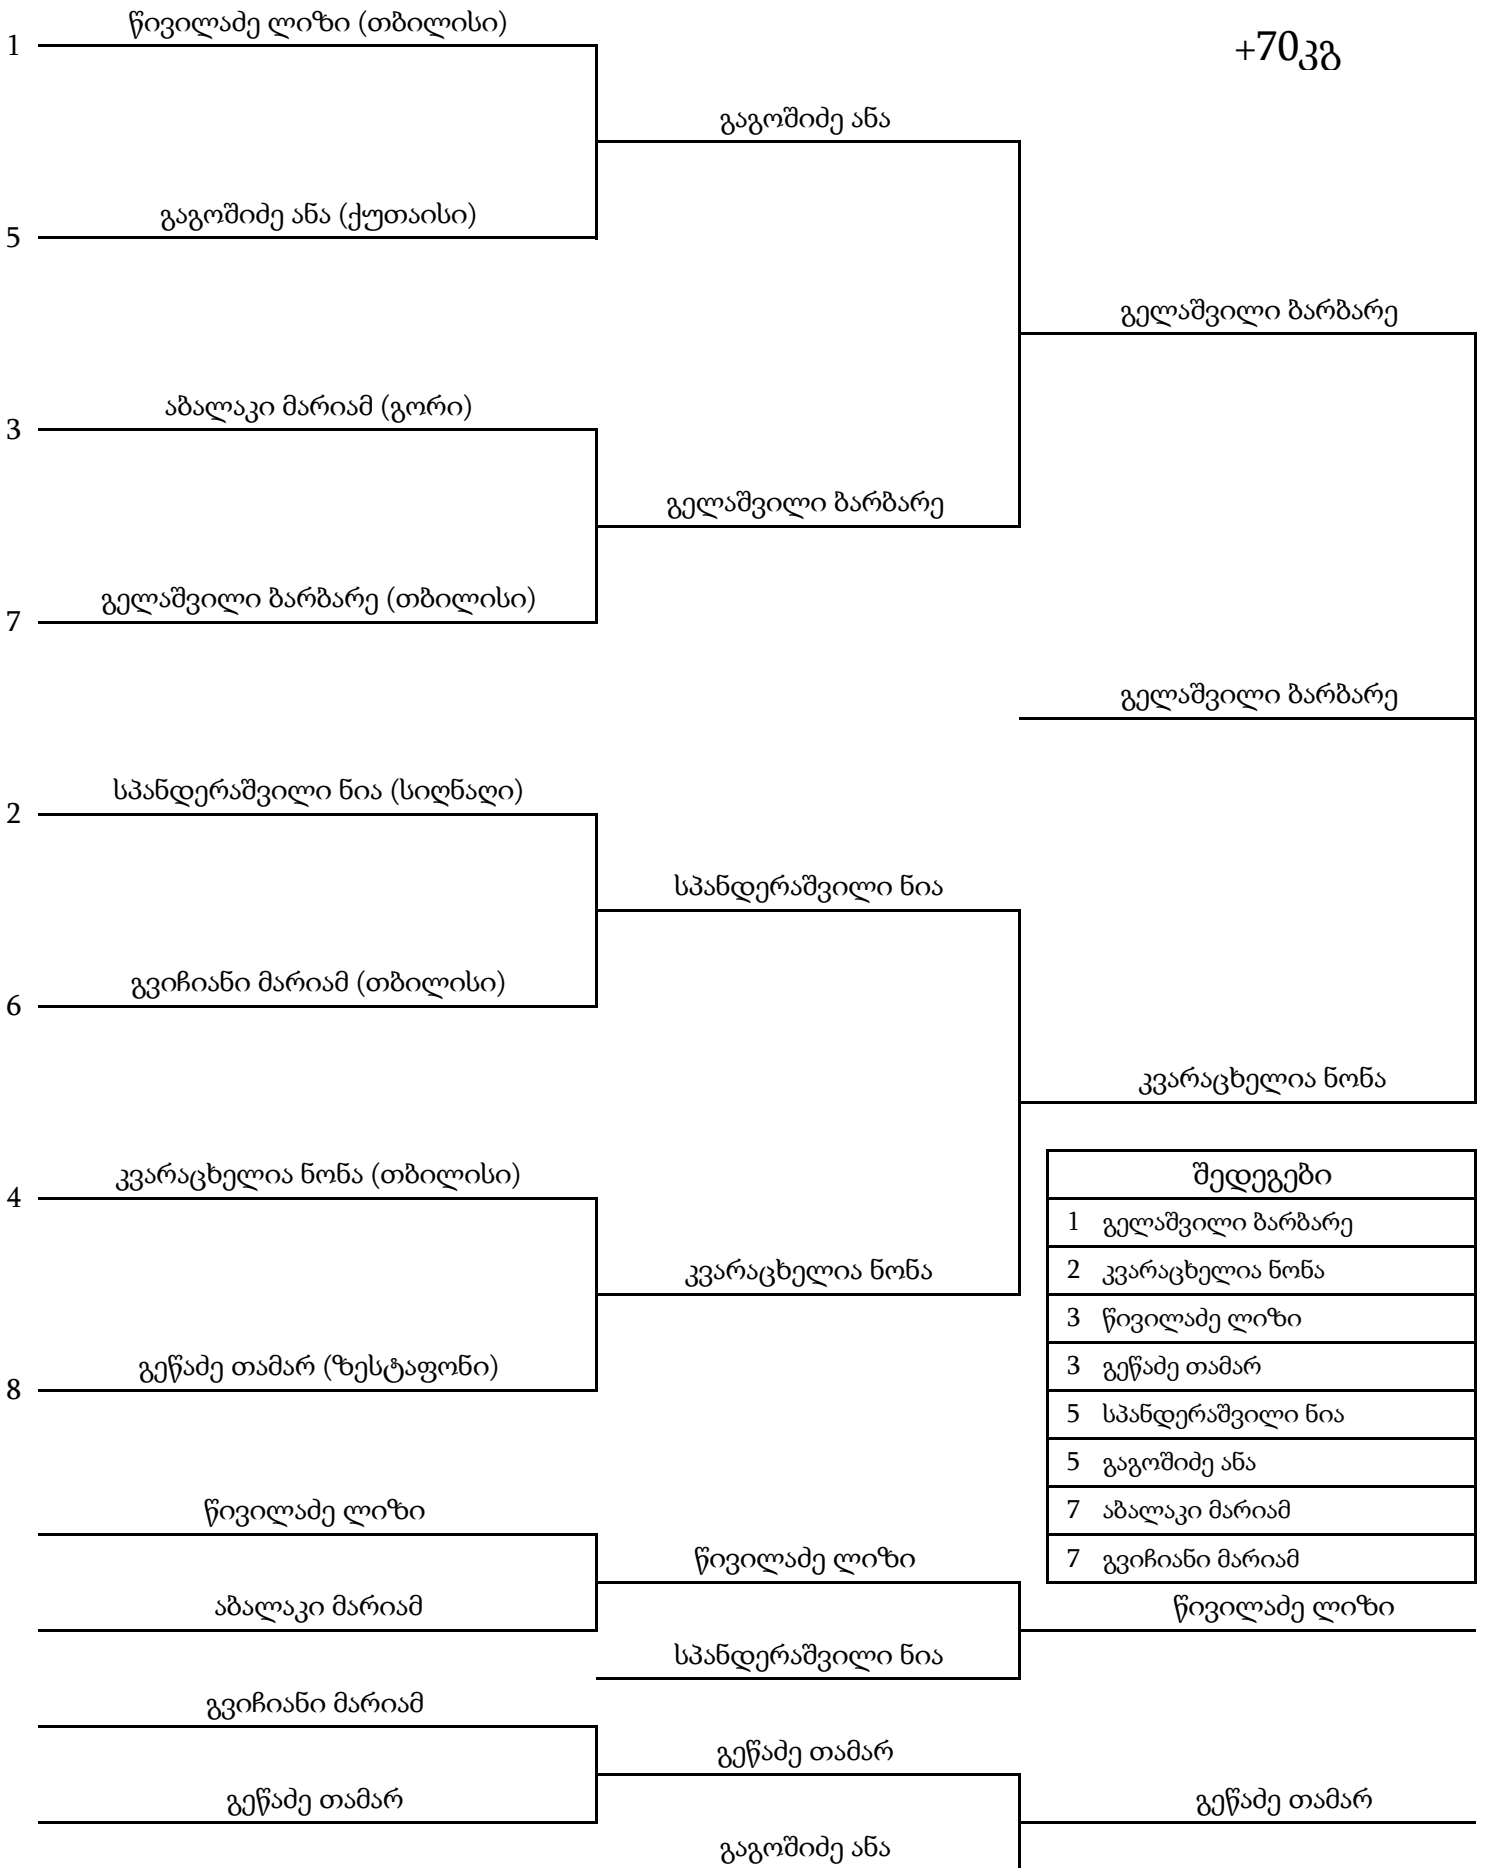 +70კგ
1 წივილაძე ლიზი (თბილისი)
გაგოშიძე ანა
5 გაგოშიძე ანა (ქუთაისი)
გელაშვილი ბარბარე
3 აბალაკი მარიამ (გორი)
გელაშვილი ბარბარე
7 გელაშვილი ბარბარე (თბილისი)
გელაშვილი ბარბარე
2 სპანდერაშვილი ნია (სიღნაღი)
სპანდერაშვილი ნია
6 გვიჩიანი მარიამ (თბილისი)
კვარაცხელია ნონა
4 კვარაცხელია ნონა (თბილისი)
კვარაცხელია ნონა
8 გეწაძე თამარ (ზესტაფონი)
შედეგები
1 გელაშვილი ბარბარე
2 კვარაცხელია ნონა
3 წივილაძე ლიზი
3 გეწაძე თამარ
5 სპანდერაშვილი ნია
5 გაგოშიძე ანა
7 აბალაკი მარიამ
7 გვიჩიანი მარიამ
წივილაძე ლიზი
წივილაძე ლიზი
აბალაკი მარიამ
წივილაძე ლიზი
სპანდერაშვილი ნია
გვიჩიანი მარიამ
გეწაძე თამარ
გეწაძე თამარ
გეწაძე თამარ
გაგოშიძე ანა